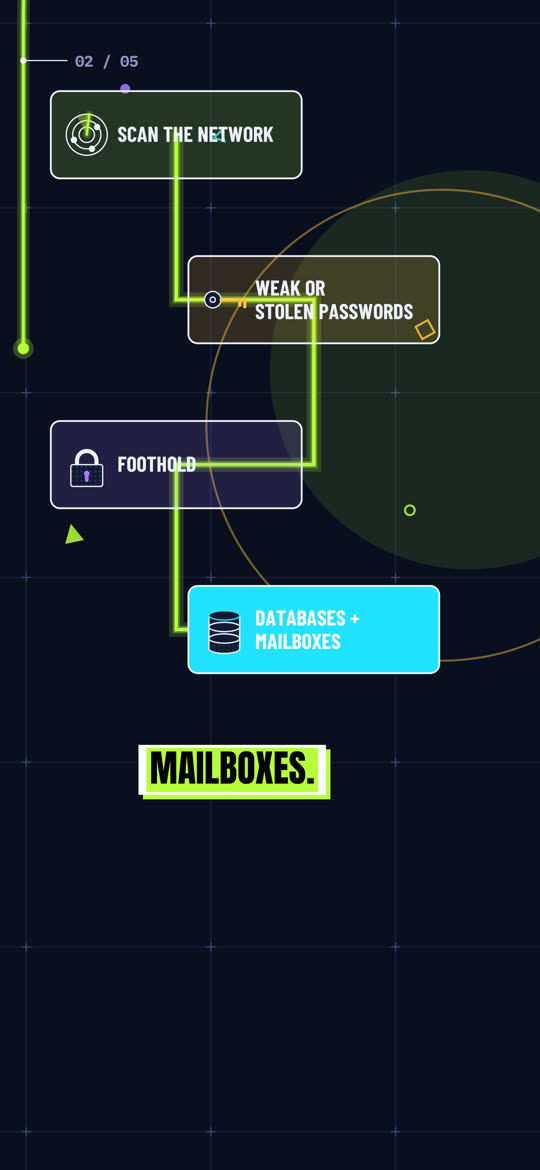 02 / 05
SCAN THE NETWORK
WEAK OR
STOLEN PASSWORDS
FOOTHOLD
DATABASES +
MAILBOXES
MAILBOXES.